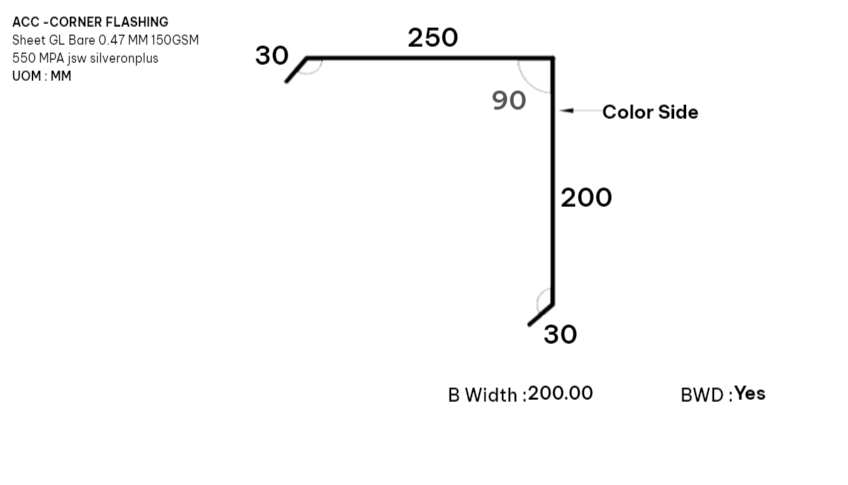 ACC -CORNER FLASHING
Sheet GL Bare 0.47 MM 150GSM
550 MPA jsw silveronplus
UOM : MM
250
30
90
Color Side
200
30
B Width :200.00
BWD :Yes